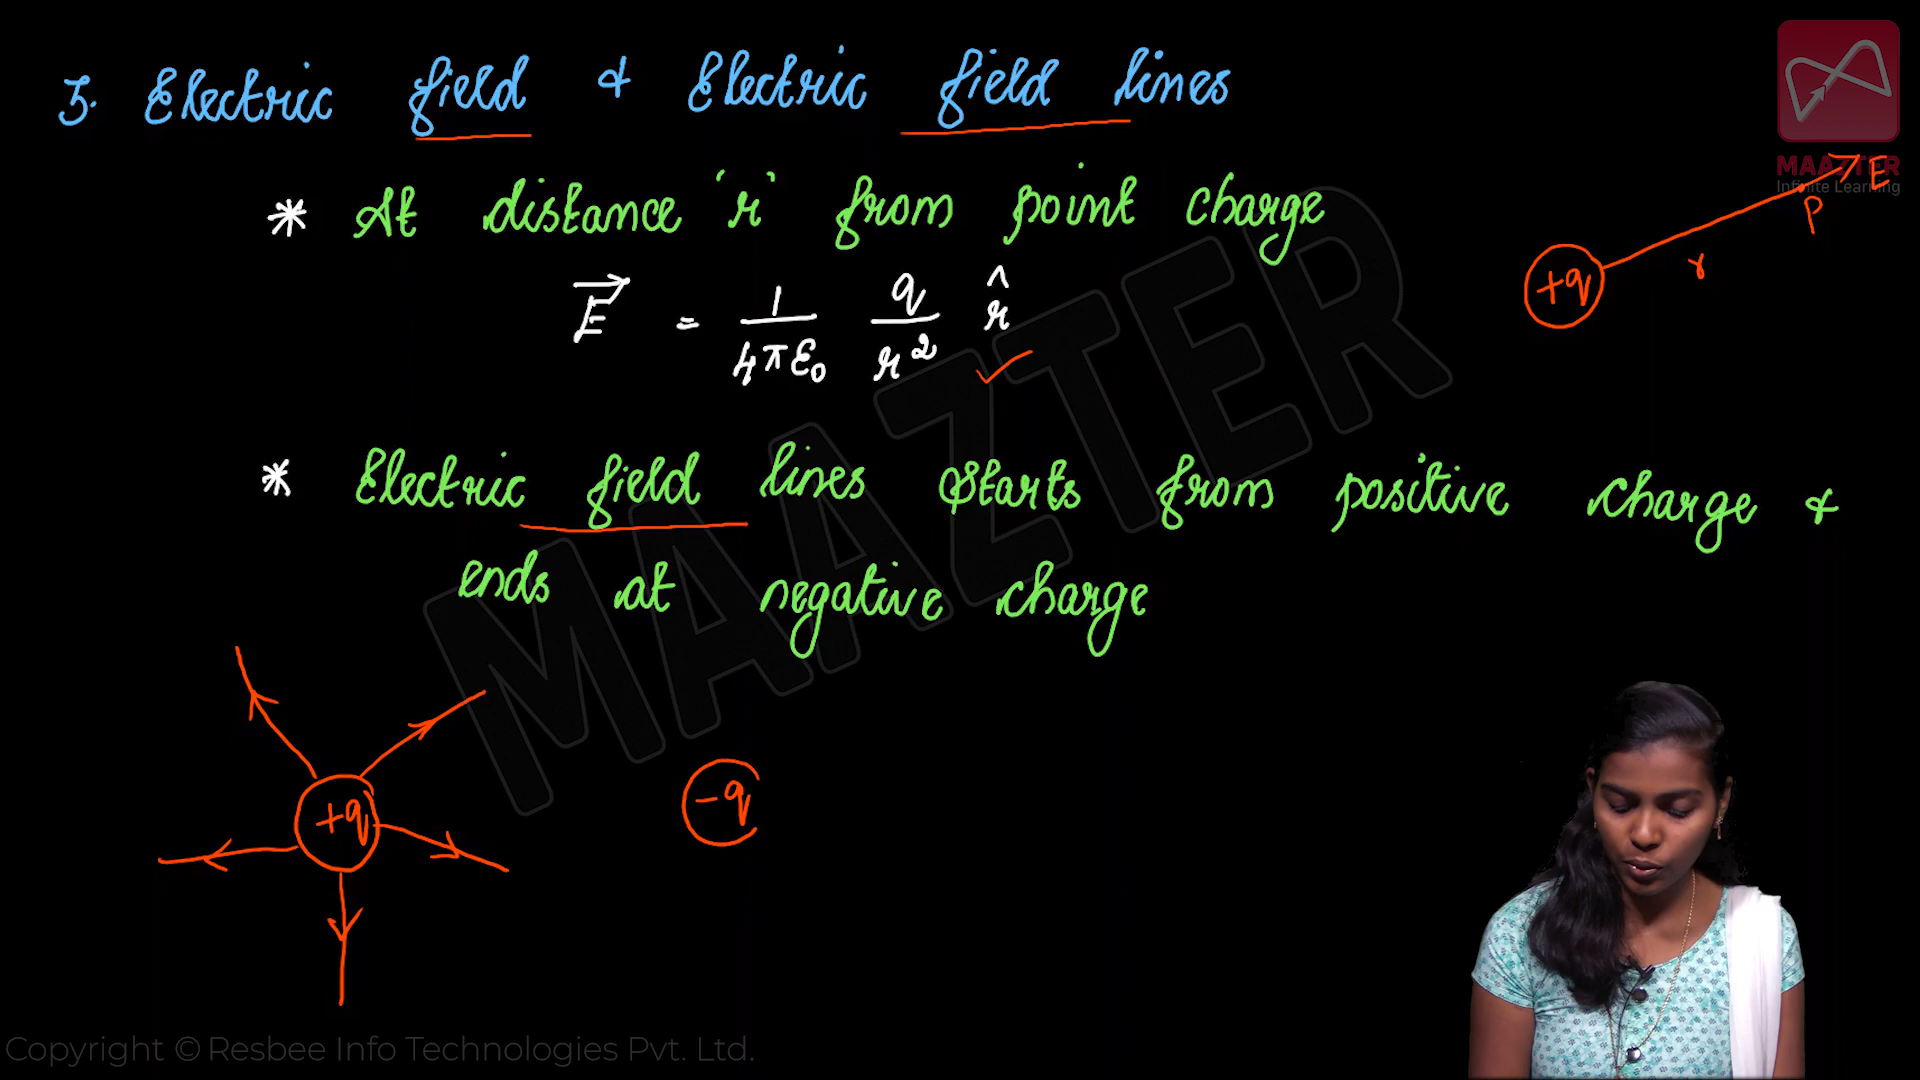 5. Electric field & Electric field lines
MAAZTER
Infinite Learning
E
P
* At distance 'r' from point charge
+q
r
E = 1/4πε₀ q/r² r̂
* Electric field lines starts from positive charge &
ends at negative charge
MAAZTER
+q
-q
Copyright © Resbee Info Technologies Pvt. Ltd.